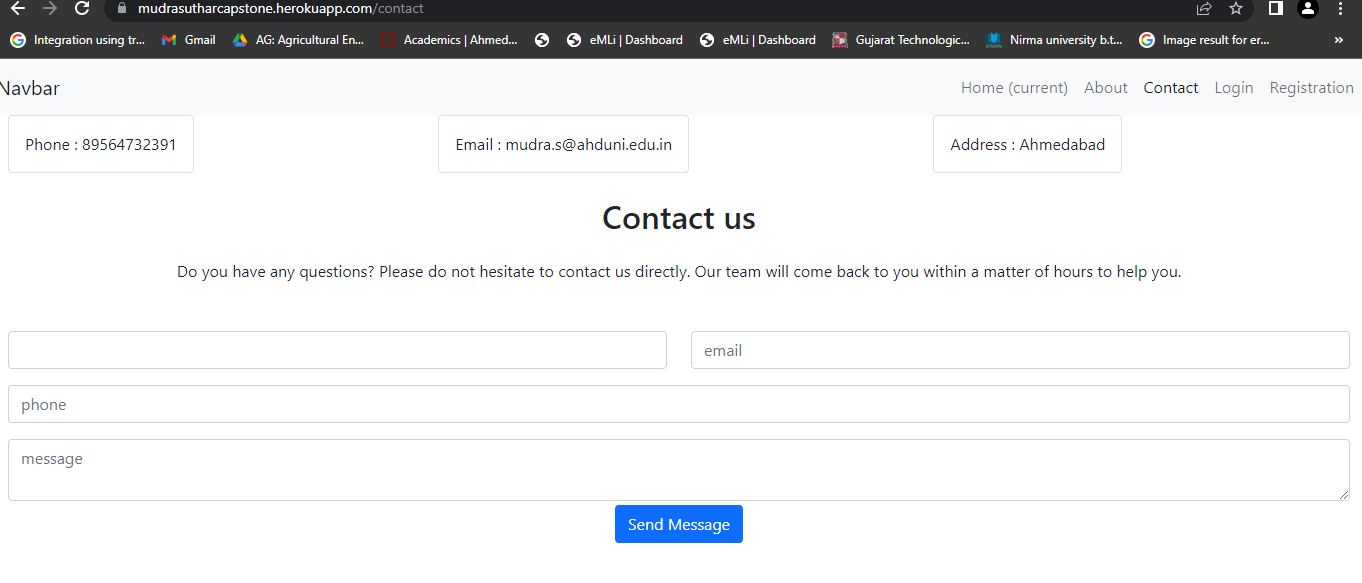 mudrasutharcapstone.herokuapp.com/contact
Integration using tr... Gmail AG: Agricultural En... Academics | Ahmed... eMLi | Dashboard eMLi | Dashboard Gujarat Technologic... Nirma university b.t... Image result for er... »
Navbar Home (current) About Contact Login Registration
Phone : 89564732391 Email : mudra.s@ahduni.edu.in Address : Ahmedabad
Contact us
Do you have any questions? Please do not hesitate to contact us directly. Our team will come back to you within a matter of hours to help you.
email
phone
message
Send Message